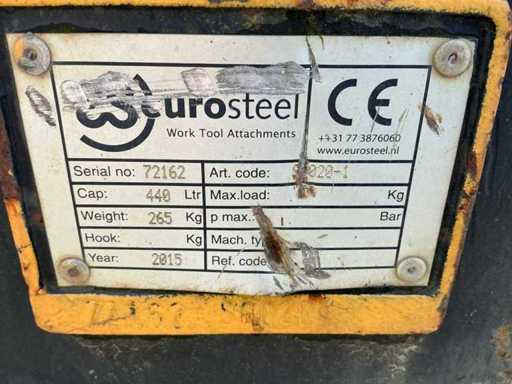 eurosteel
Work Tool Attachments
CE
+31 77 3876060
www.eurosteel.nl
Serial no: 72162 Art. code:
Cap: 440 Ltr Max.load: Kg
Weight: 265 Kg p max.: Bar
Hook: Kg Mach.
Year: 2015 Ref. code